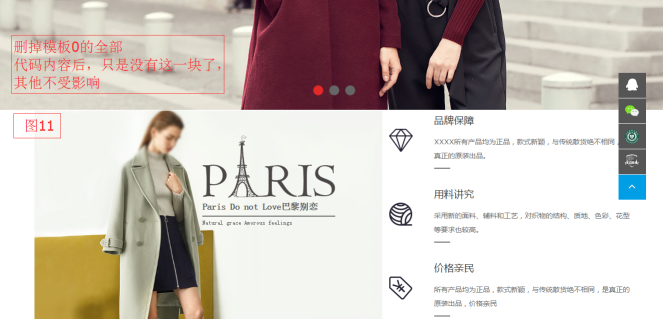 删掉模板0的全部
代码内容后，只是没有这一块了，
其他不受影响
图11
PARIS
Paris Do not Love巴黎别恋
Natural grace Amorous feelings
品牌保障
XXXX所有产品均为正品，款式新颖，与传统散货绝不相同，
真正的原装出品。
用料讲究
采用新的面料、辅料和工艺，对织物的结构、质地、色彩、花型
等要求也较高。
价格亲民
所有产品均为正品，款式新颖，与传统散货绝不相同，是真正的
原装出品，价格亲民